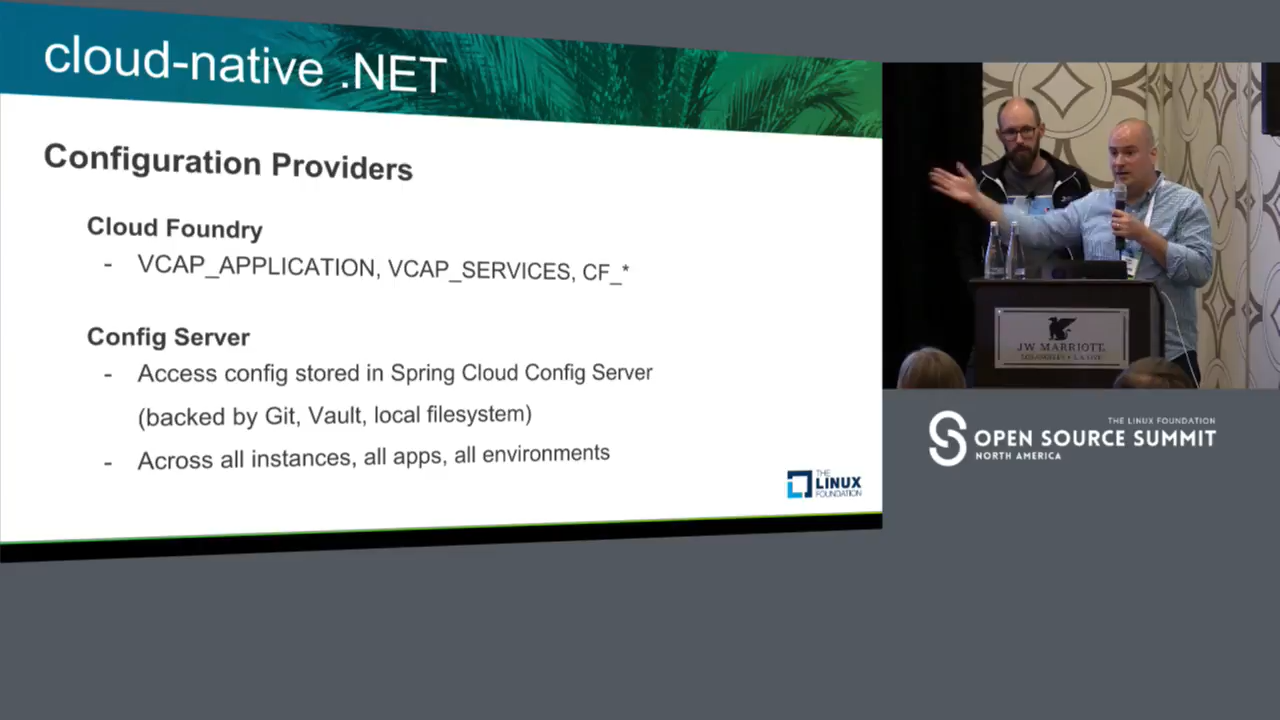 cloud-native .NET
Configuration Providers
Cloud Foundry
- VCAP_APPLICATION, VCAP_SERVICES, CF_*
Config Server
- Access config stored in Spring Cloud Config Server
(backed by Git, Vault, local filesystem)
- Across all instances, all apps, all environments
THE
LINUX
FOUNDATION
JW MARRIOTT
THE LINUX FOUNDATION
OPEN SOURCE SUMMIT
NORTH AMERICA